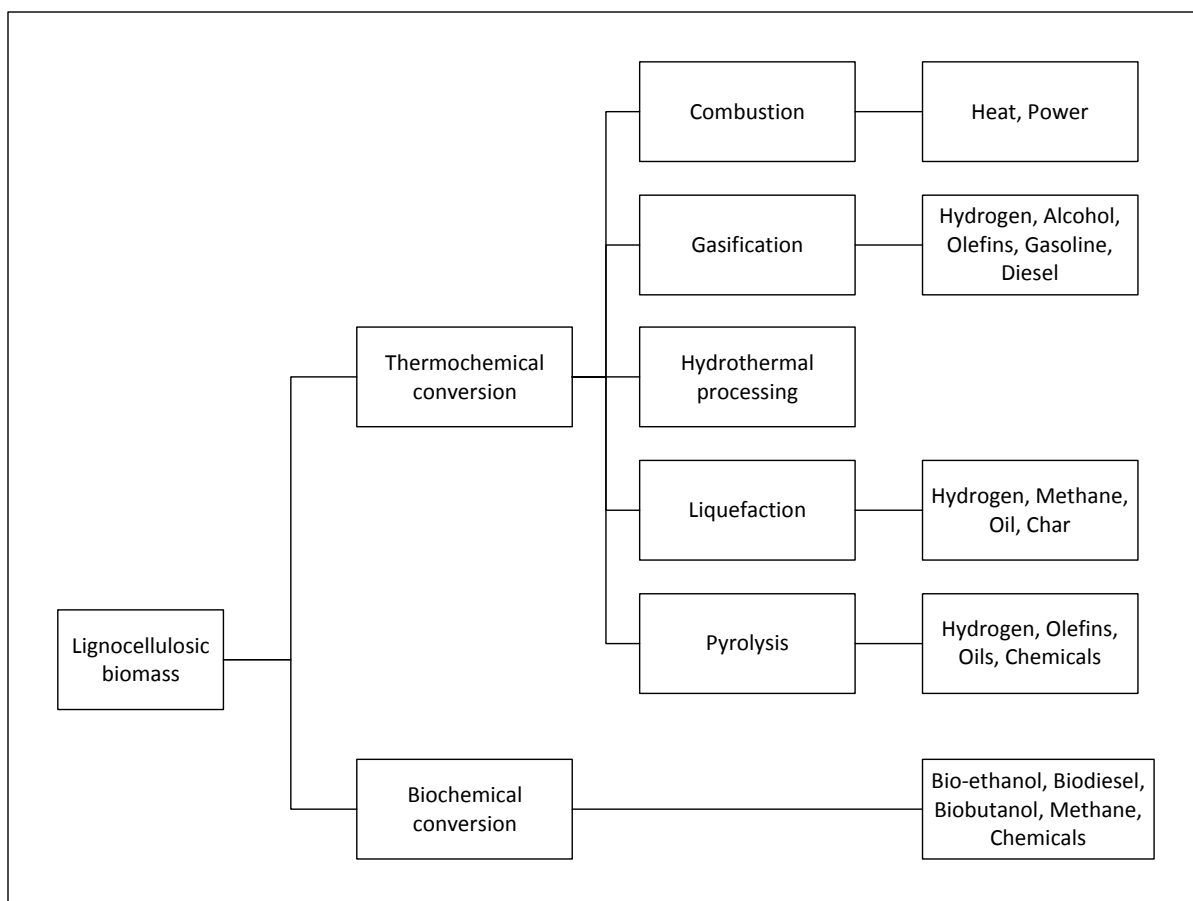 Combustion
Heat, Power
Gasification
Hydrogen, Alcohol,
Olefins, Gasoline,
Diesel
Thermochemical
conversion
Hydrothermal
processing
Liquefaction
Hydrogen, Methane,
Oil, Char
Lignocellulosic
biomass
Pyrolysis
Hydrogen, Olefins,
Oils, Chemicals
Biochemical
conversion
Bio-ethanol, Biodiesel,
Biobutanol, Methane,
Chemicals